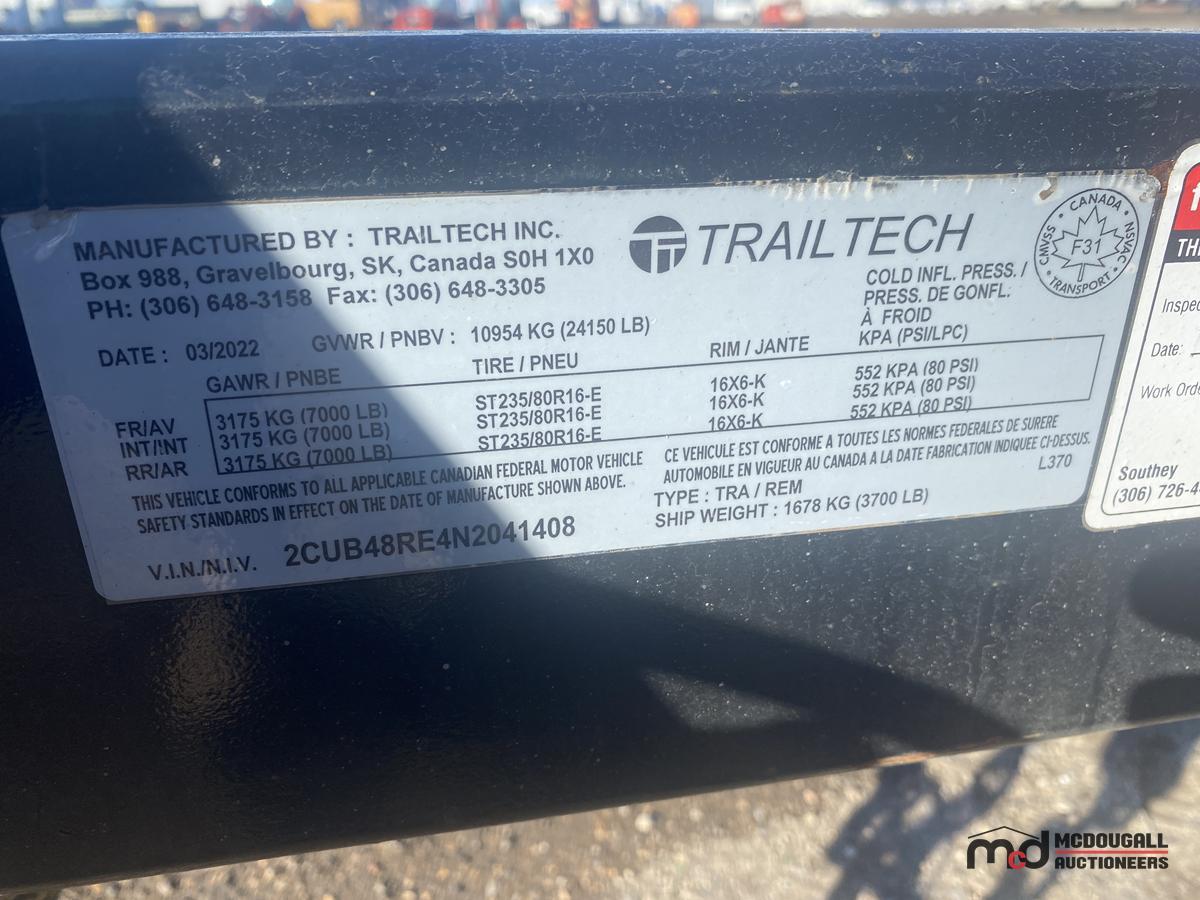 MANUFACTURED BY : TRAILTECH INC.
Box 988, Gravelbourg, SK, Canada S0H 1X0
PH: (306) 648-3158 Fax: (306) 648-3305
TRAILTECH
CANADA
CMVSS
F31
NSVAC
TRANSPORT
COLD INFL. PRESS. /
PRESS. DE GONFL.
À FROID
KPA (PSI/LPC)
DATE : 03/2022 GVWR / PNBV : 10954 KG (24150 LB)
GAWR / PNBE TIRE / PNEU RIM / JANTE
FR/AV 3175 KG (7000 LB) ST235/80R16-E 16X6-K 552 KPA (80 PSI)
INT/INT 3175 KG (7000 LB) ST235/80R16-E 16X6-K 552 KPA (80 PSI)
RR/AR 3175 KG (7000 LB) ST235/80R16-E 16X6-K 552 KPA (80 PSI)
THIS VEHICLE CONFORMS TO ALL APPLICABLE CANADIAN FEDERAL MOTOR VEHICLE
SAFETY STANDARDS IN EFFECT ON THE DATE OF MANUFACTURE SHOWN ABOVE.
CE VEHICULE EST CONFORME A TOUTES LES NORMES FEDERALES DE SURERE
AUTOMOBILE EN VIGUEUR AU CANADA A LA DATE FABRICATION INDIQUEE CI-DESSUS.
L370
TYPE : TRA / REM
SHIP WEIGHT : 1678 KG (3700 LB)
V.I.N./N.I.V. 2CUB48RE4N2041408
Date:
Southey
(306) 726-4
mcd MCDOUGALL
AUCTIONEERS